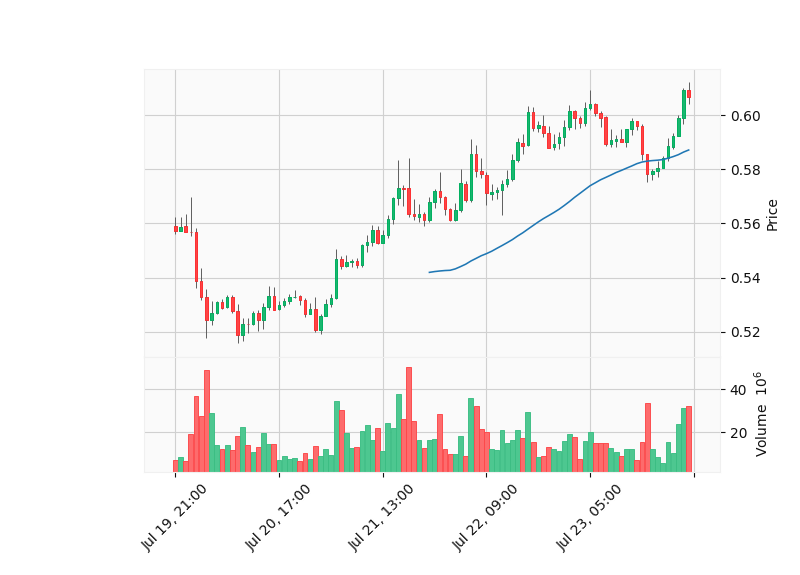 0.60
0.58
0.56
0.54
0.52
Price
40
20
Volume 10^6
Jul 19, 21:00
Jul 20, 17:00
Jul 21, 13:00
Jul 22, 09:00
Jul 23, 05:00